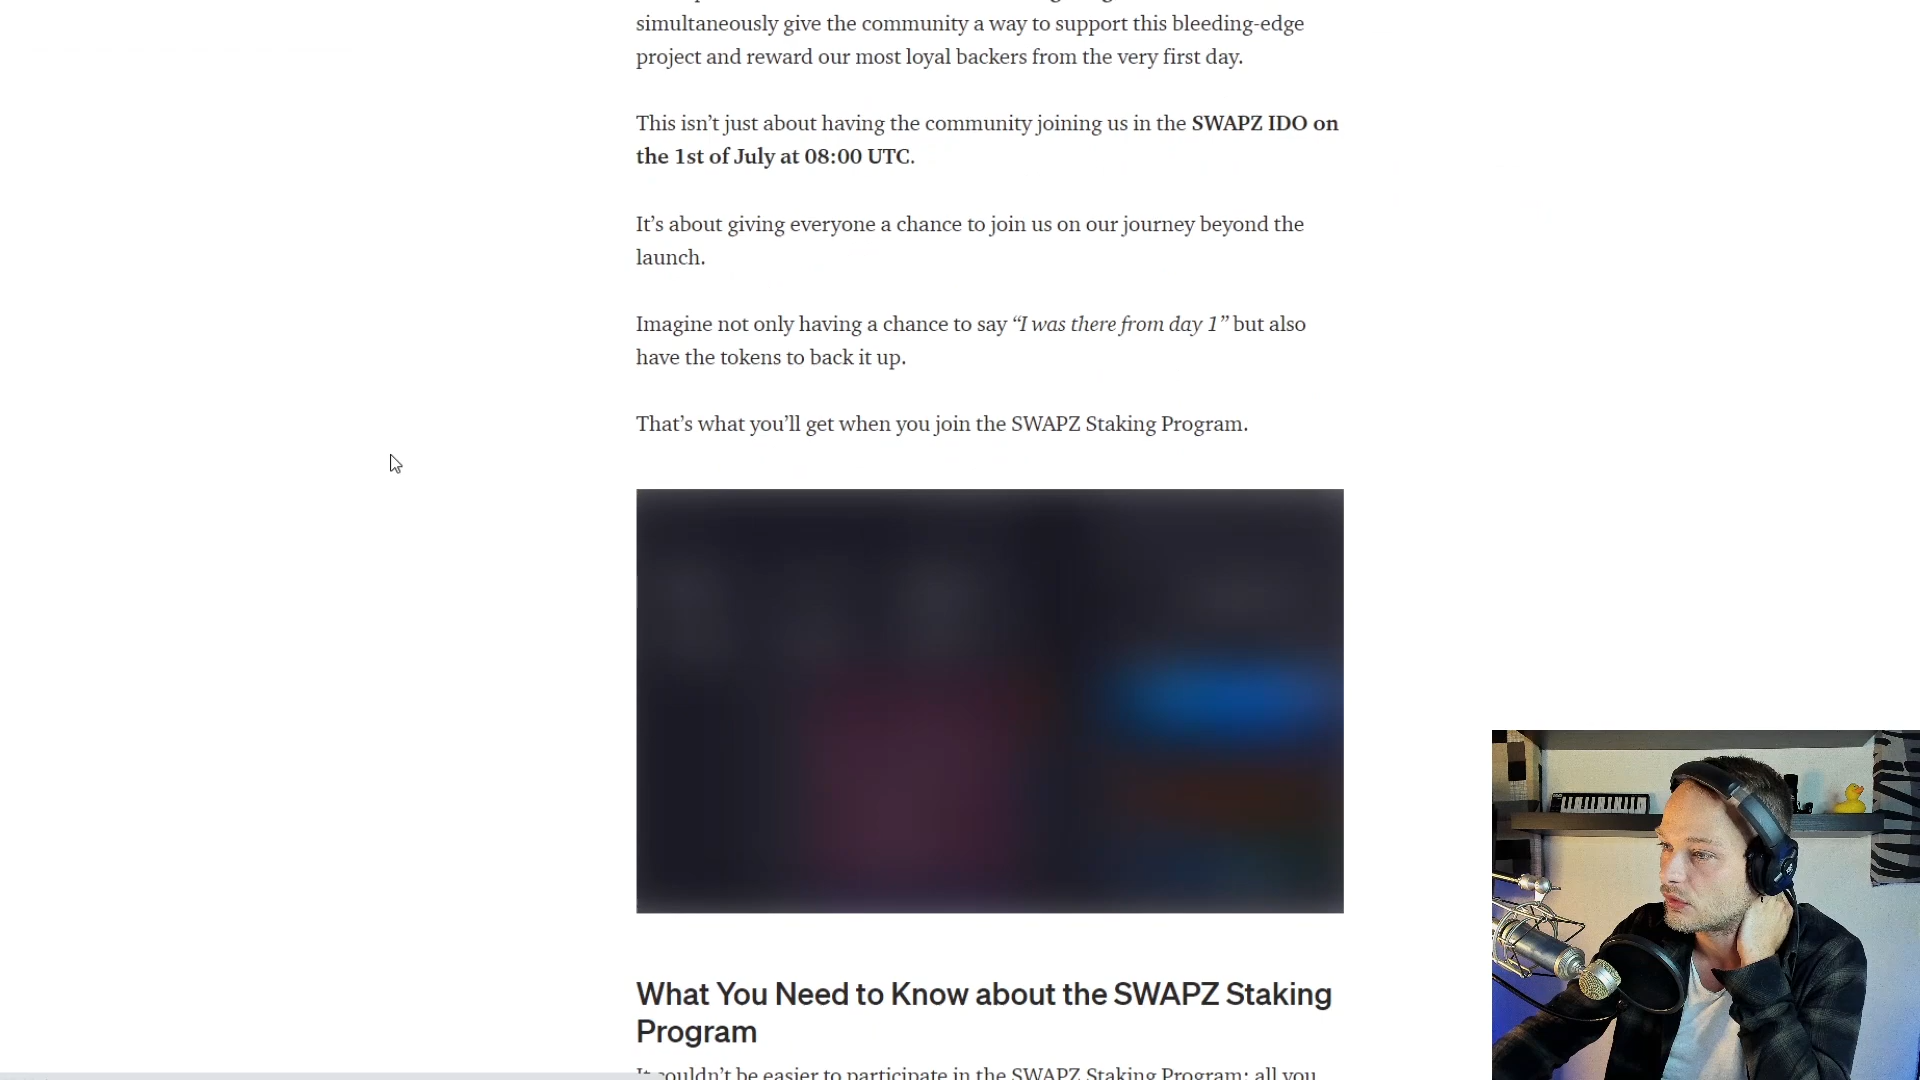 simultaneously give the community a way to support this bleeding-edge
project and reward our most loyal backers from the very first day.
This isn’t just about having the community joining us in the SWAPZ IDO on
the 1st of July at 08:00 UTC.
It’s about giving everyone a chance to join us on our journey beyond the
launch.
Imagine not only having a chance to say “I was there from day 1” but also
have the tokens to back it up.
That’s what you’ll get when you join the SWAPZ Staking Program.
What You Need to Know about the SWAPZ Staking
Program
It couldn’t be easier to participate in the SWAPZ Staking Program: all you